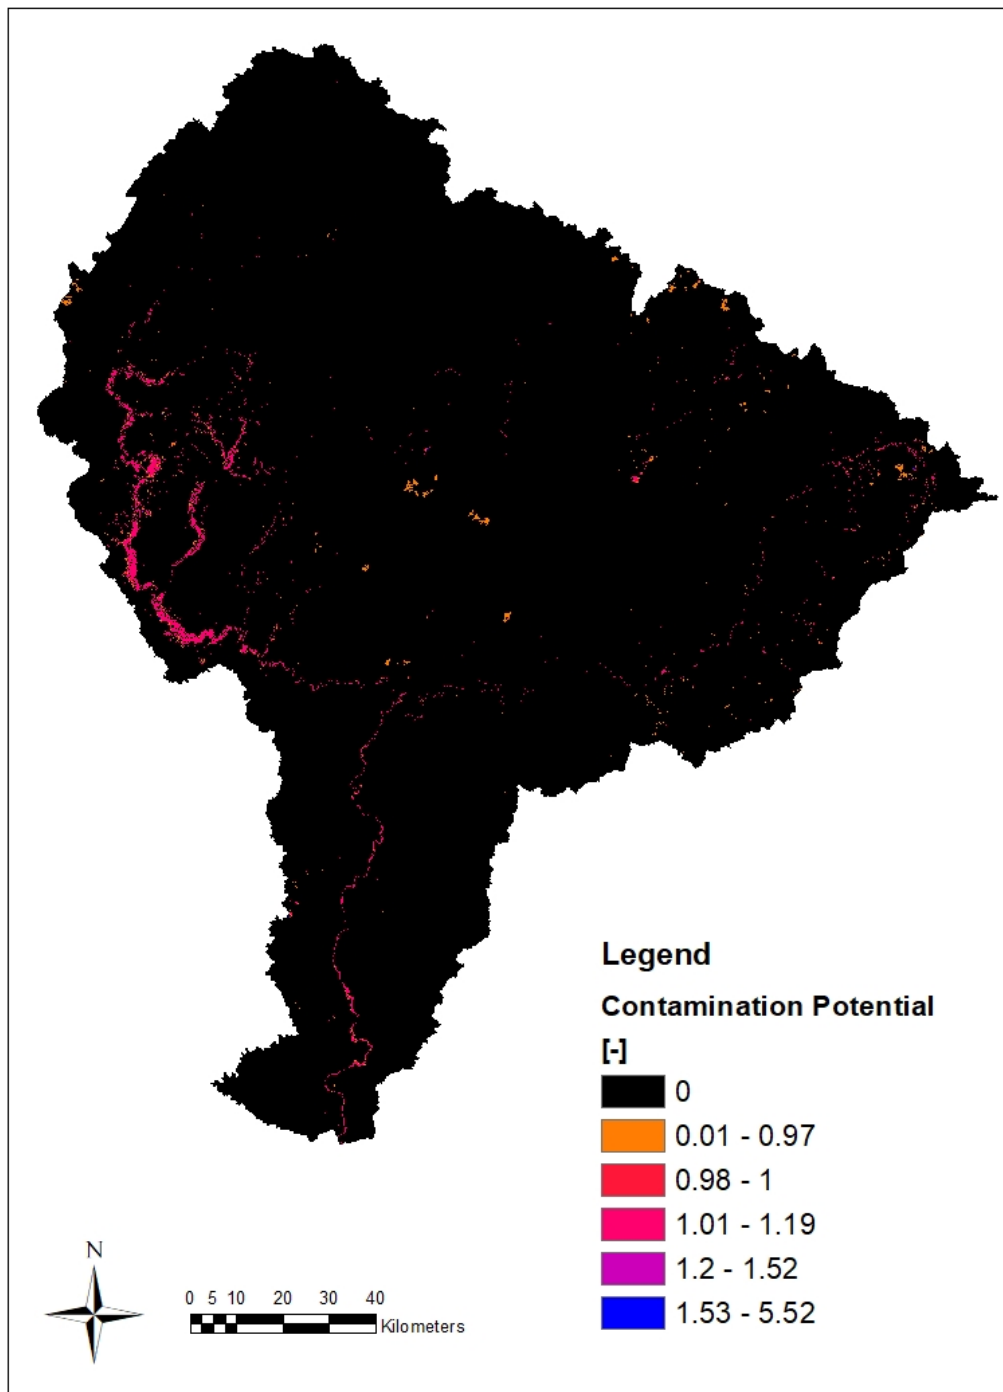 Legend
Contamination Potential
[-]
0
0.01 - 0.97
0.98 - 1
1.01 - 1.19
1.2 - 1.52
1.53 - 5.52
N
0 5 10 20 30 40
Kilometers